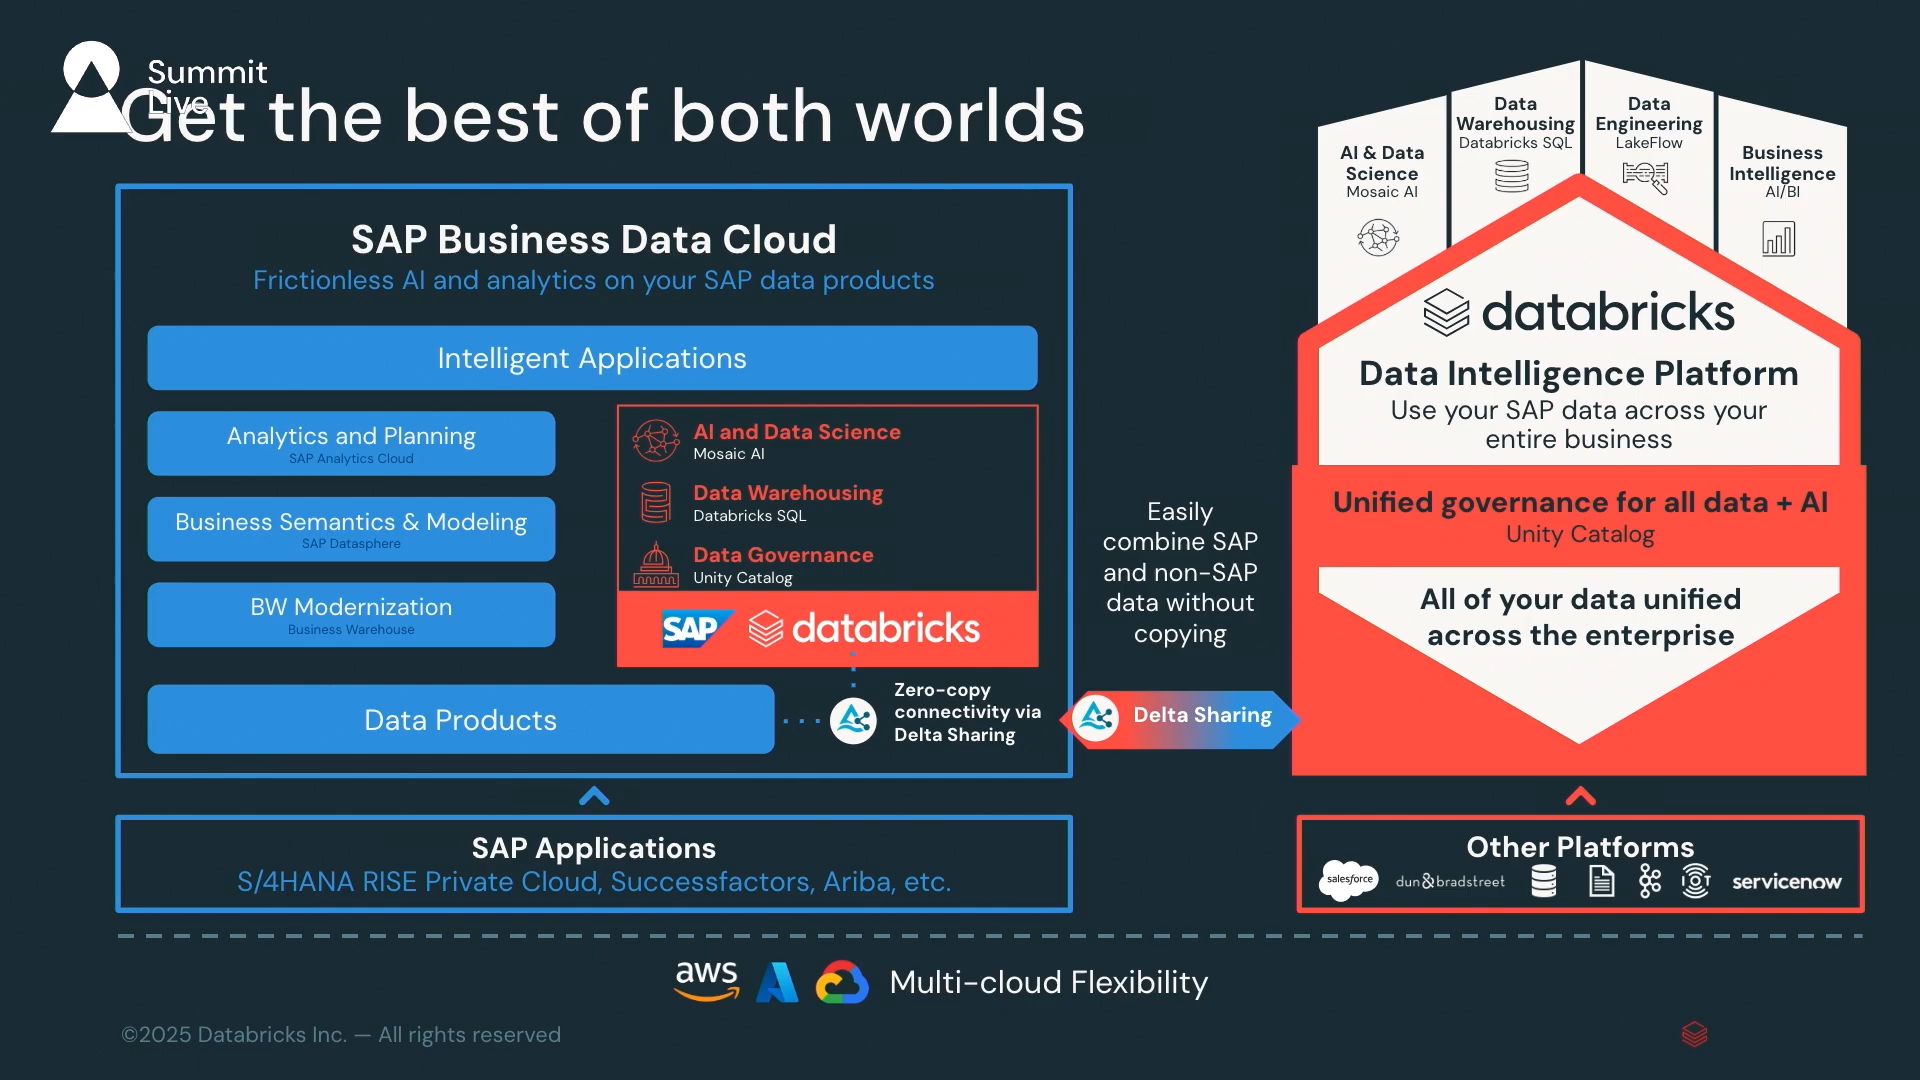 Summit
Live
Get the best of both worlds
SAP Business Data Cloud
Frictionless AI and analytics on your SAP data products
Intelligent Applications
Analytics and Planning
SAP Analytics Cloud
Business Semantics & Modeling
SAP Datasphere
BW Modernization
Business Warehouse
AI and Data Science
Mosaic AI
Data Warehousing
Databricks SQL
Data Governance
Unity Catalog
SAP databricks
Data Products
Zero-copy
connectivity via
Delta Sharing
SAP Applications
S/4HANA RISE Private Cloud, Successfactors, Ariba, etc.
Easily
combine SAP
and non-SAP
data without
copying
Delta Sharing
AI & Data
Science
Mosaic AI
Data
Warehousing
Databricks SQL
Data
Engineering
LakeFlow
Business
Intelligence
AI/BI
databricks
Data Intelligence Platform
Use your SAP data across your
entire business
Unified governance for all data + AI
Unity Catalog
All of your data unified
across the enterprise
Other Platforms
salesforce dun&bradstreet IOT servicenow
aws Multi-cloud Flexibility
©2025 Databricks Inc. — All rights reserved